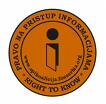 PRAVO NA PRISTUP INFORMACIJAMA
RIGHT TO KNOW